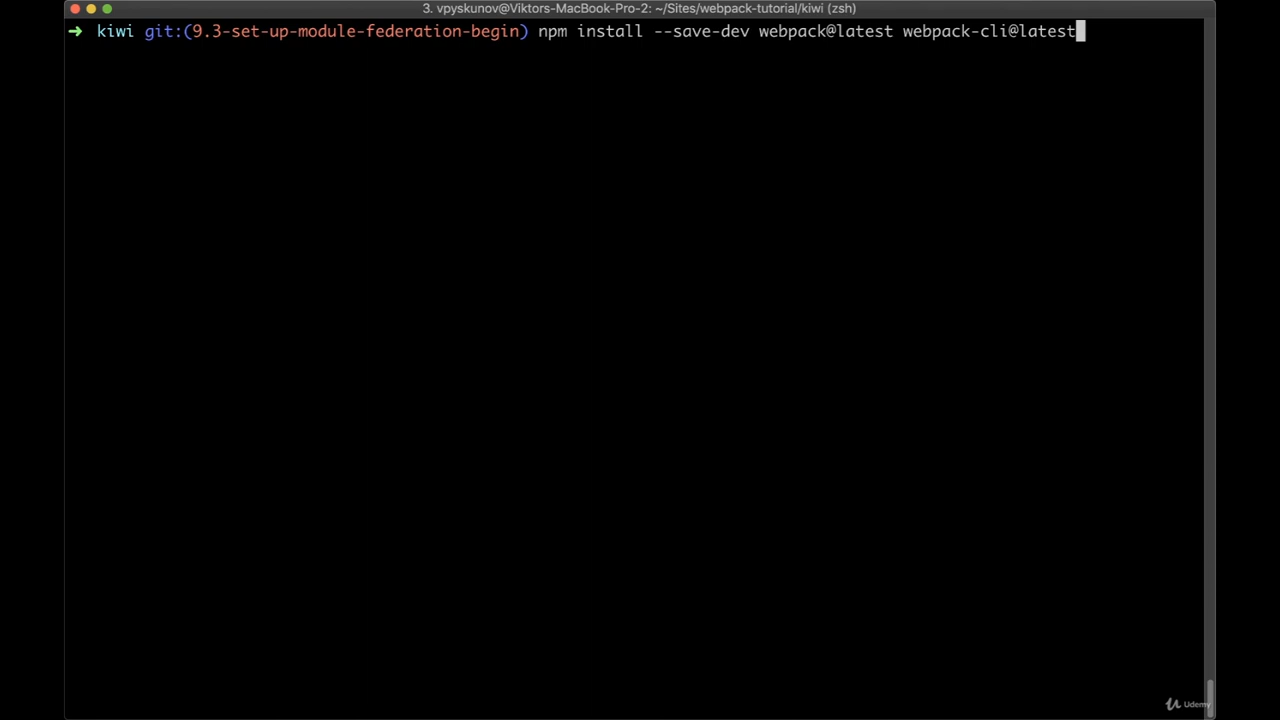 3. vpyskunov@Viktors-MacBook-Pro-2: ~/Sites/webpack-tutorial/kiwi (zsh)
➜ kiwi git:(9.3-set-up-module-federation-begin) npm install --save-dev webpack@latest webpack-cli@latest
Udemy